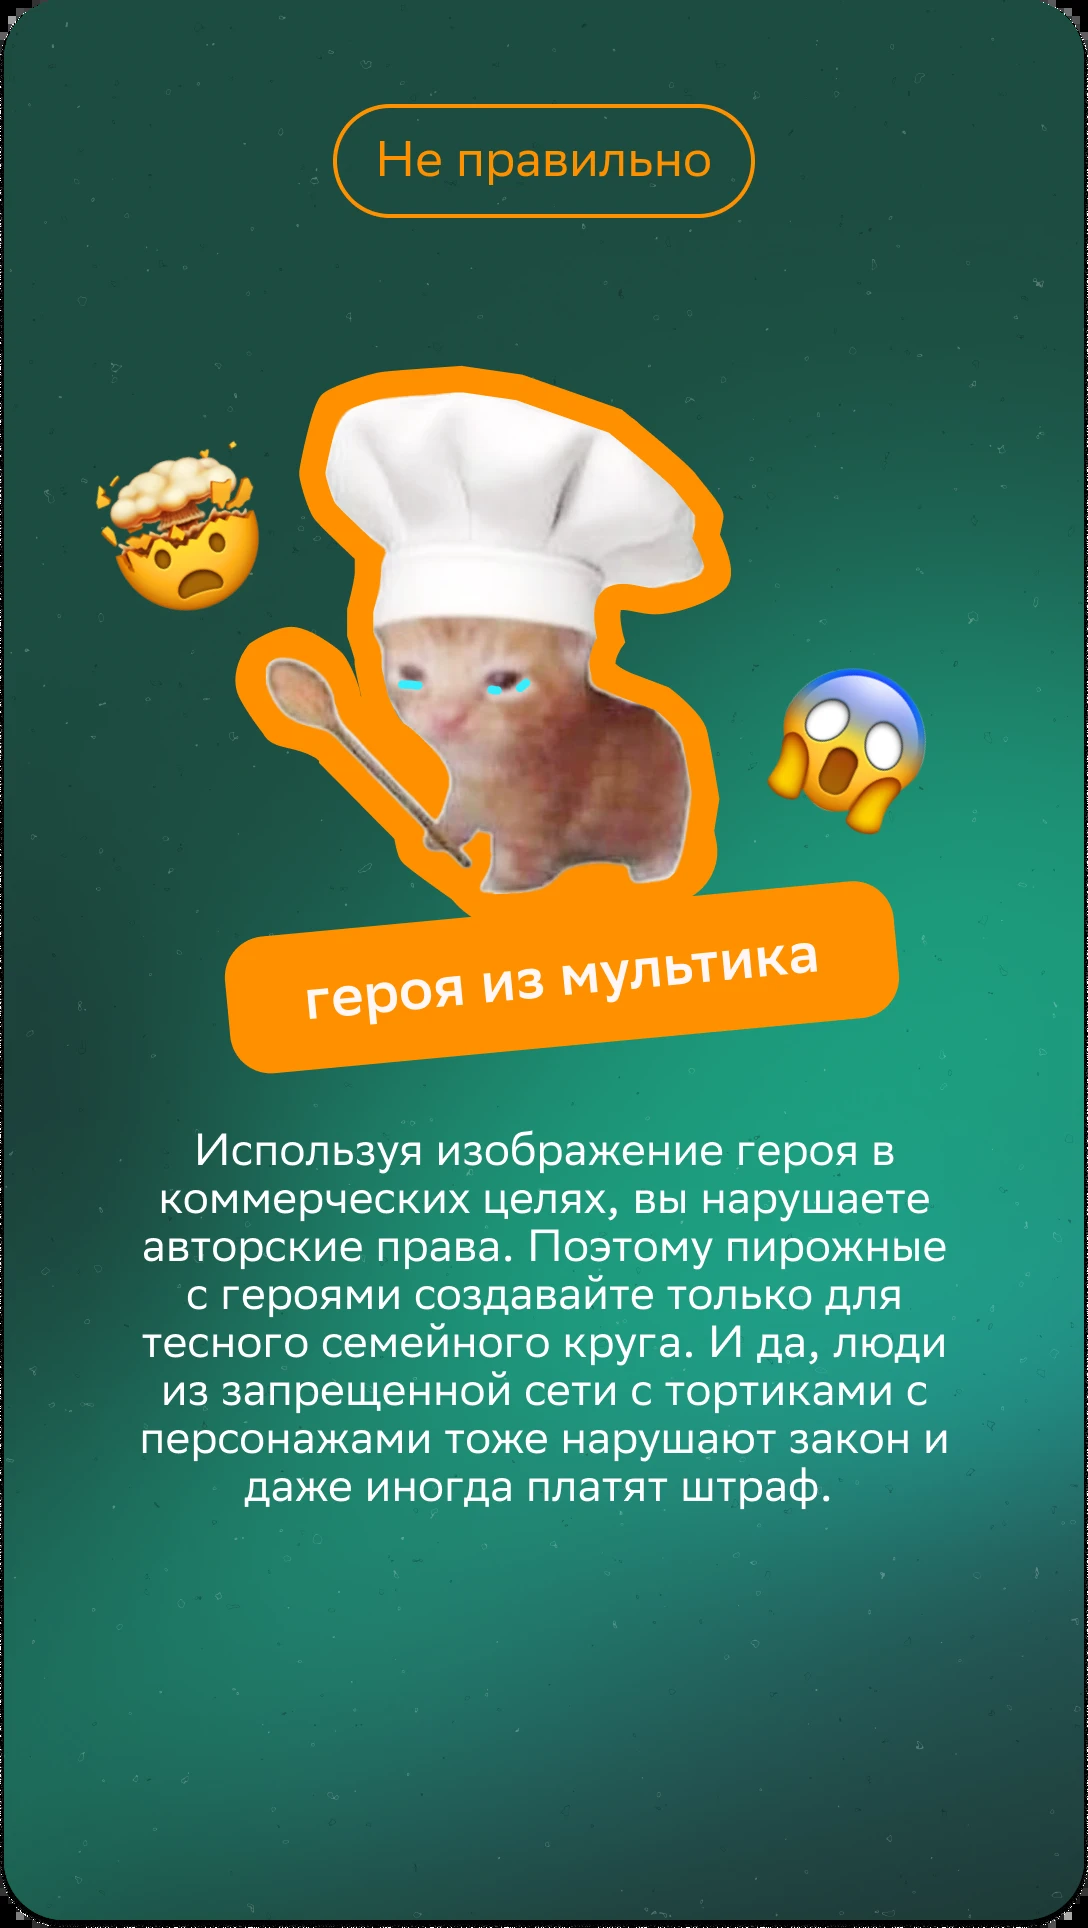 Не правильно
героя из мультика
Используя изображение героя в
коммерческих целях, вы нарушаете
авторские права. Поэтому пирожные
с героями создавайте только для
тесного семейного круга. И да, люди
из запрещенной сети с тортиками с
персонажами тоже нарушают закон и
даже иногда платят штраф.